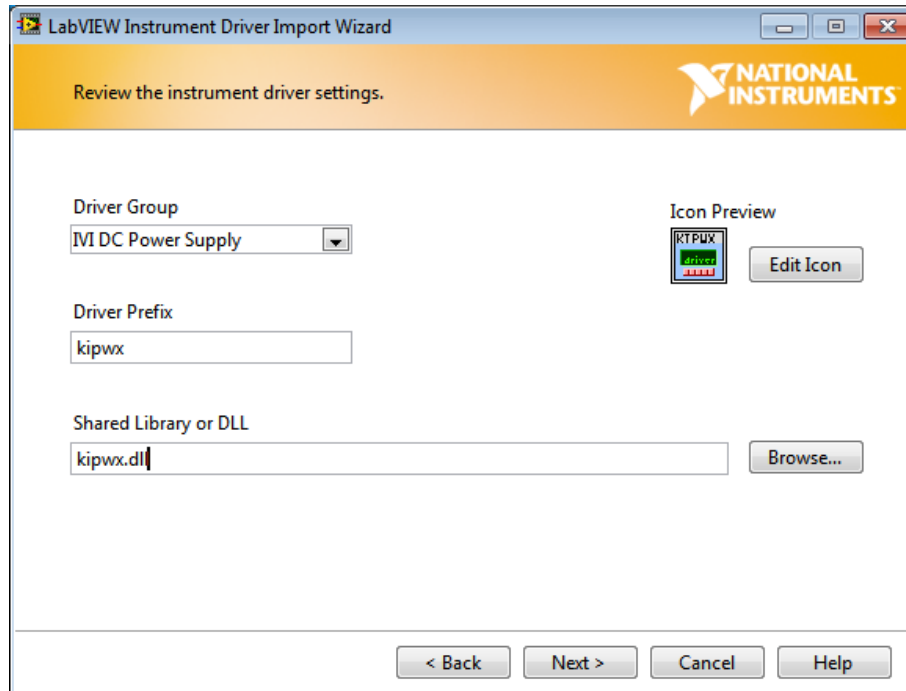 LabVIEW Instrument Driver Import Wizard
Review the instrument driver settings.
NATIONAL
INSTRUMENTS
Driver Group
IVI DC Power Supply
Icon Preview
KIPWX
driver
Edit Icon
Driver Prefix
kipwx
Shared Library or DLL
kipwx.dll
Browse...
< Back
Next >
Cancel
Help